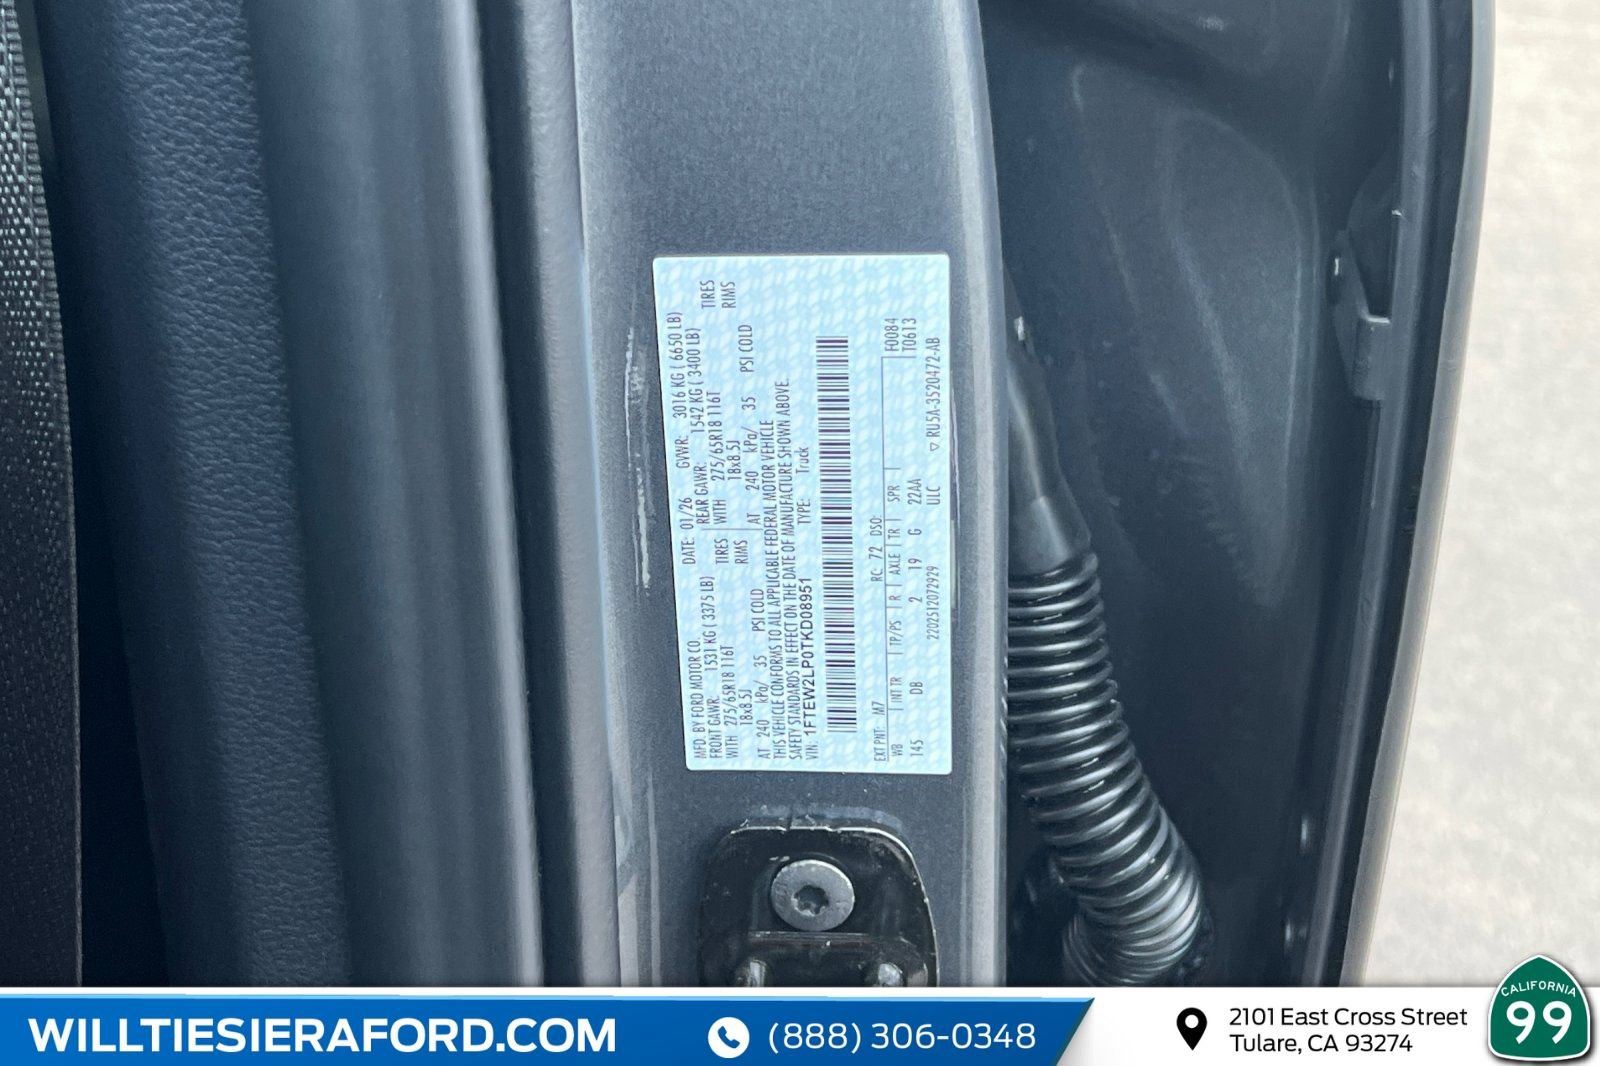 MFD. BY FORD MOTOR CO.
DATE: 01/26 GVWR: 3016 KG ( 6650 LB)
FRONT GAWR: 1531 KG ( 3375 LB)
REAR GAWR: 1542 KG ( 3400 LB)
WITH 275/65R18 116T TIRES
WITH 275/65R18 116T TIRES
18x8.5J RIMS
18x8.5J RIMS
AT 240 kPa/ 35 PSI COLD
AT 240 kPa/ 35 PSI COLD
THIS VEHICLE CONFORMS TO ALL APPLICABLE FEDERAL MOTOR VEHICLE
SAFETY STANDARDS IN EFFECT ON THE DATE OF MANUFACTURE SHOWN ABOVE.
VIN: 1FTEW2LP0TKD08951 TYPE: Truck
EXT PNT: M7 RC: 72 DSO: F0084
WB INT TR TP/PS R AXLE TR SPR T0613
145 DB 2 19 G 22AA
2202512072929 ULC ▽ RU5A-3520472-AB
WILLTIESIERAFORD.COM
(888) 306-0348
2101 East Cross Street
Tulare, CA 93274
CALIFORNIA
99